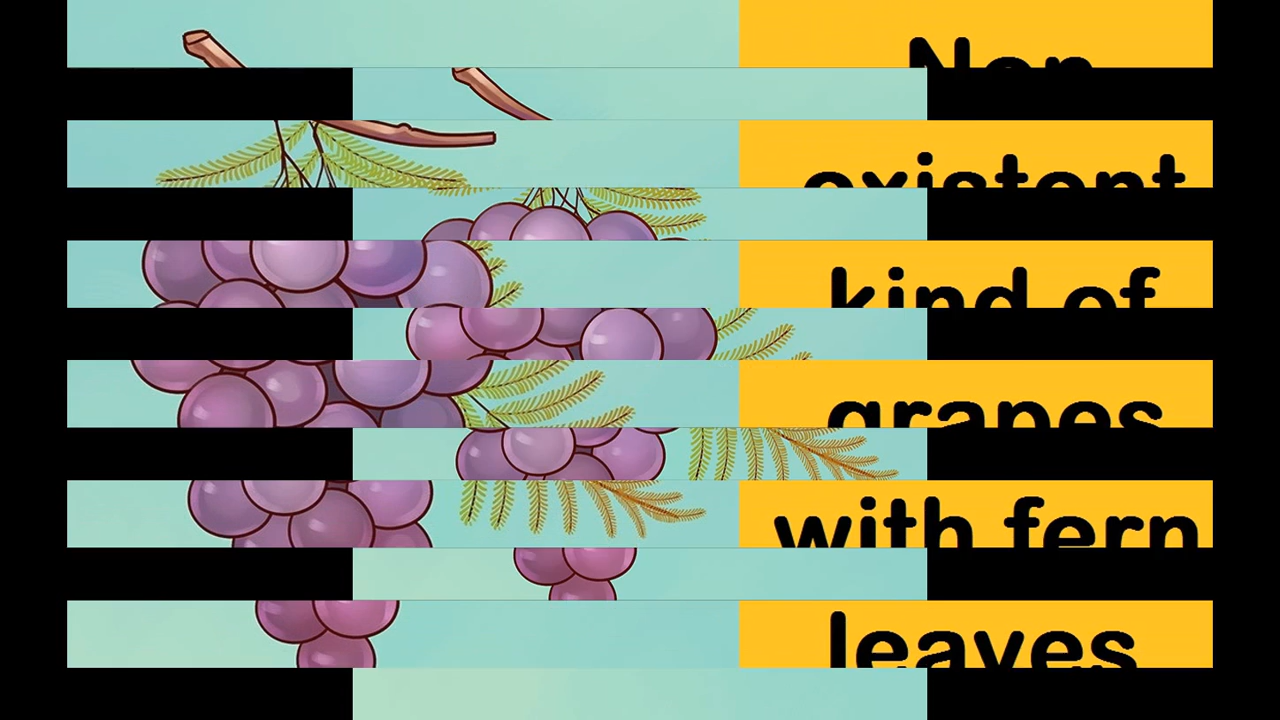 Non
existent
kind of
grapes
with fern
leaves